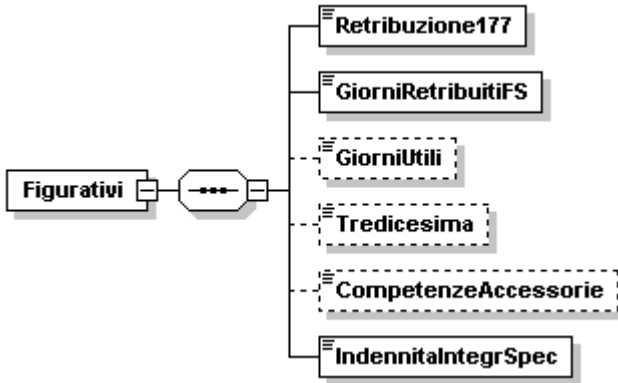 Retribuzione177
GiorniRetribuitiFS
GiorniUtili
Figurativi
Tredicesima
CompetenzeAccessorie
IndennitaIntegrSpec